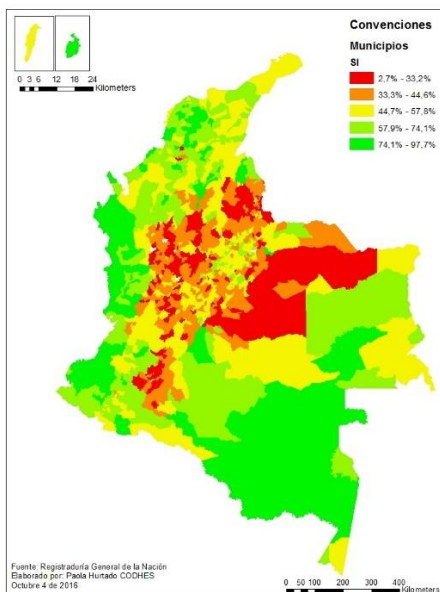 Convenciones
Municipios
SI
2,7% - 33,2%
33,3% - 44,6%
44,7% - 57,8%
57,9% - 74,1%
74,1% - 97,7%
0 3 6 12 18 24
Kilometers
Fuente: Registraduría General de la Nación
Elaborado por: Paola Hurtado CODHES
Octubre 4 de 2016
0 50 100 200 300 400
Kilometers